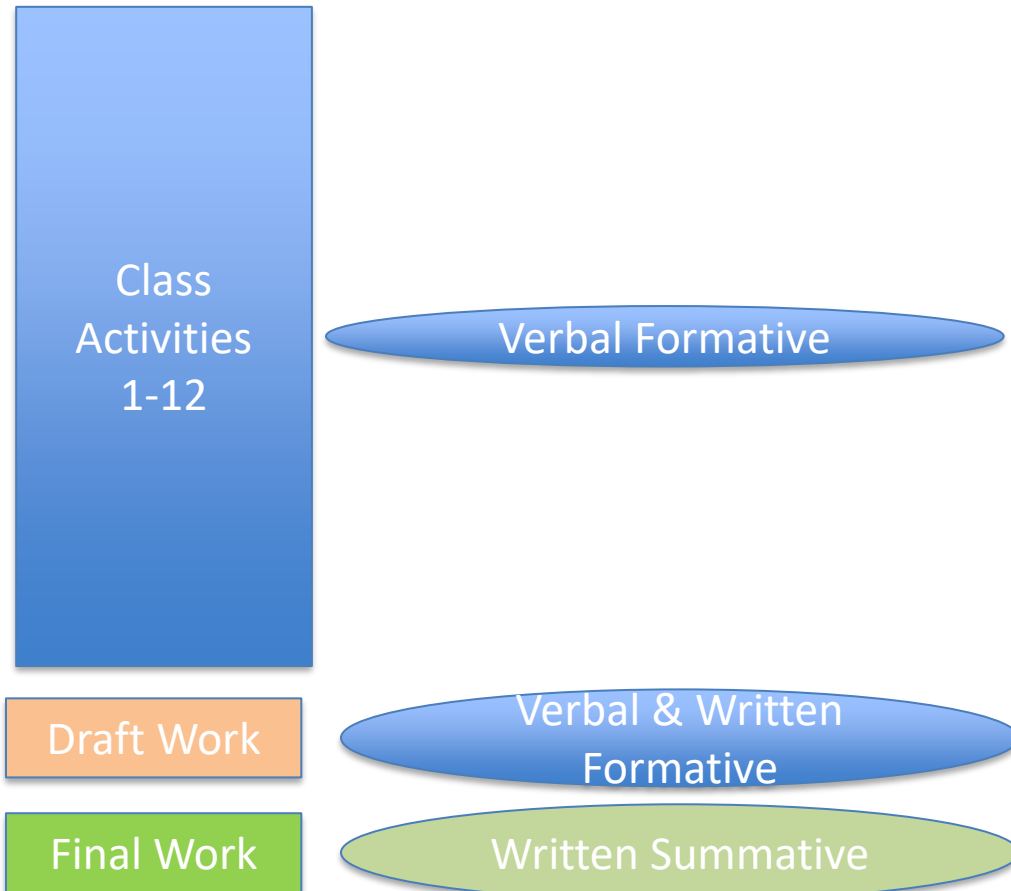 Class
Activities
1-12
Verbal Formative
Draft Work
Verbal & Written
Formative
Final Work
Written Summative